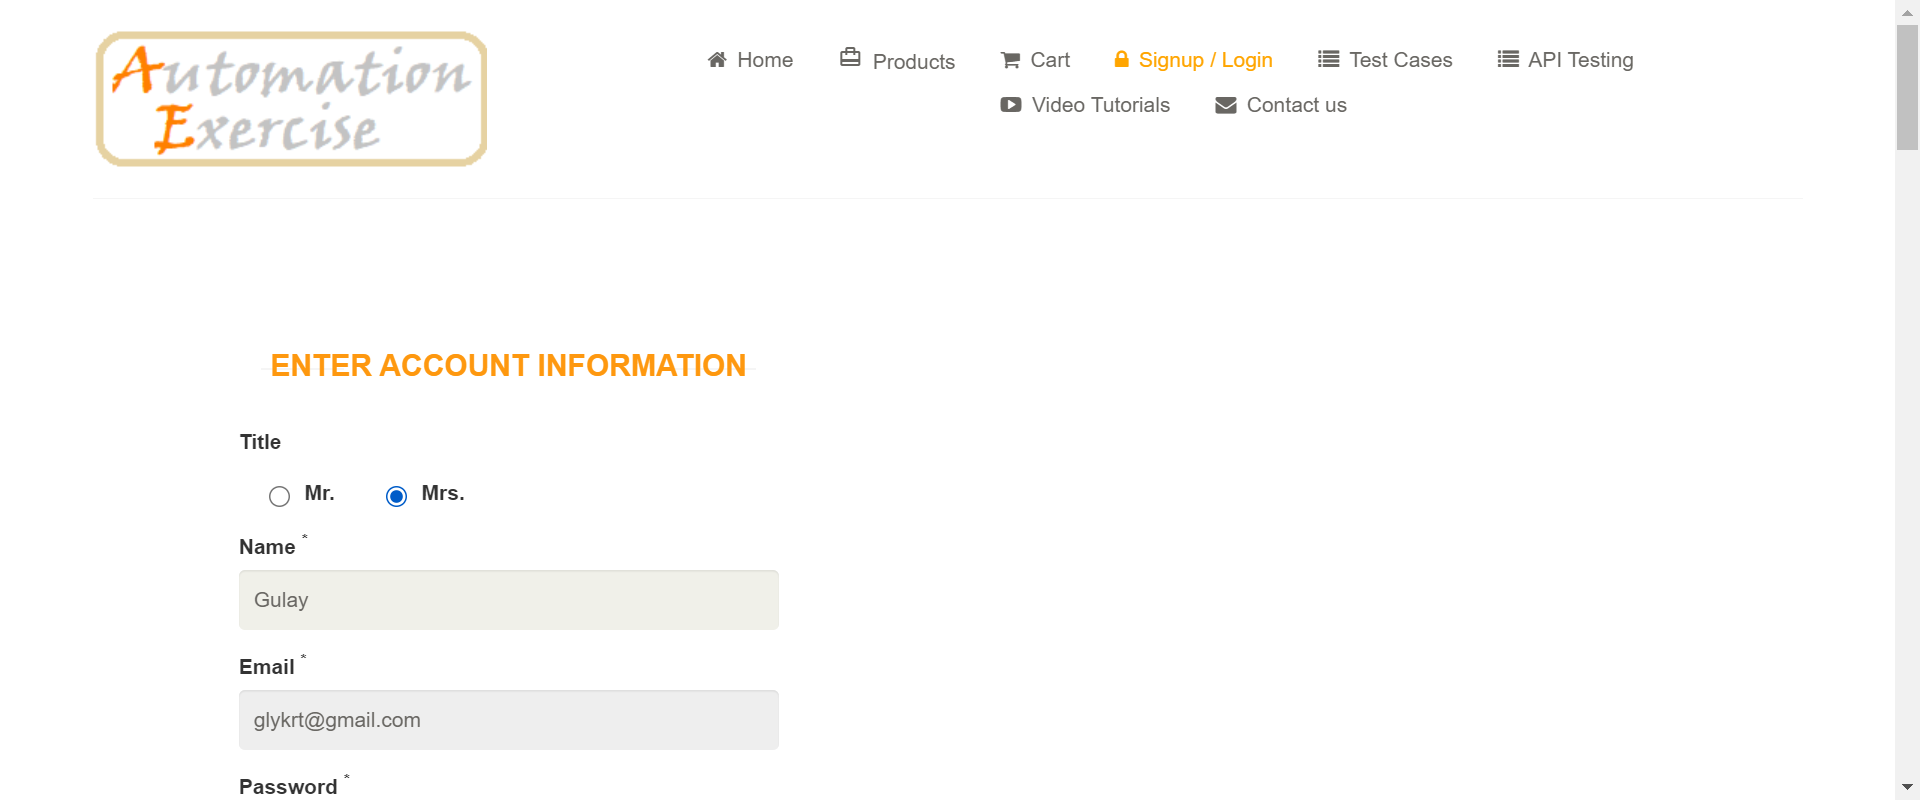 Automation
Exercise
Home Products Cart Signup / Login Test Cases API Testing
Video Tutorials Contact us
ENTER ACCOUNT INFORMATION
Title
Mr. Mrs.
Name *
Gulay
Email *
glykrt@gmail.com
Password *